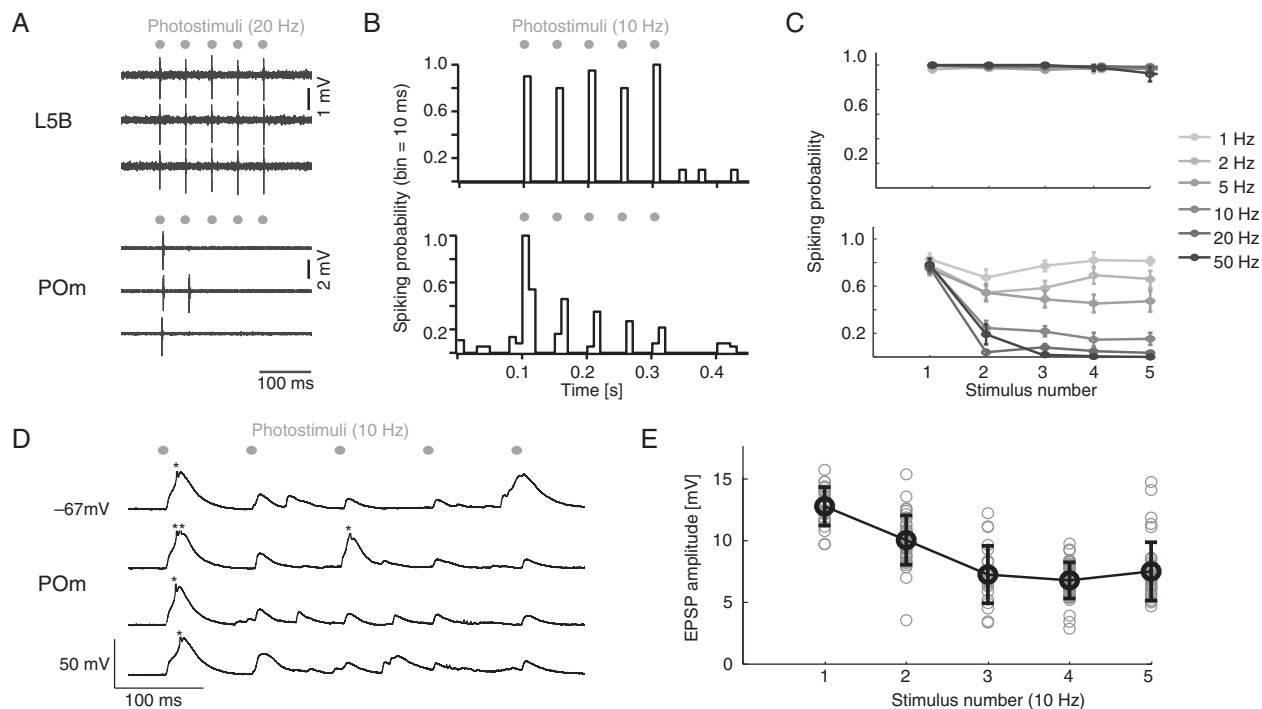 A
Photostimuli (20 Hz)
L5B
1 mV
POm
2 mV
100 ms
B
Photostimuli (10 Hz)
Spiking probability (bin = 10 ms)
1.0
0.6
0.2
1.0
0.6
0.2
0.1
0.2
0.3
0.4
Time [s]
C
Spiking probability
1.0
0.6
0.2
1.0
0.6
0.2
1
2
3
4
5
Stimulus number
1 Hz
2 Hz
5 Hz
10 Hz
20 Hz
50 Hz
D
Photostimuli (10 Hz)
*
–67mV
**
*
POm
*
*
50 mV
100 ms
E
EPSP amplitude [mV]
15
10
5
0
1
2
3
4
5
Stimulus number (10 Hz)